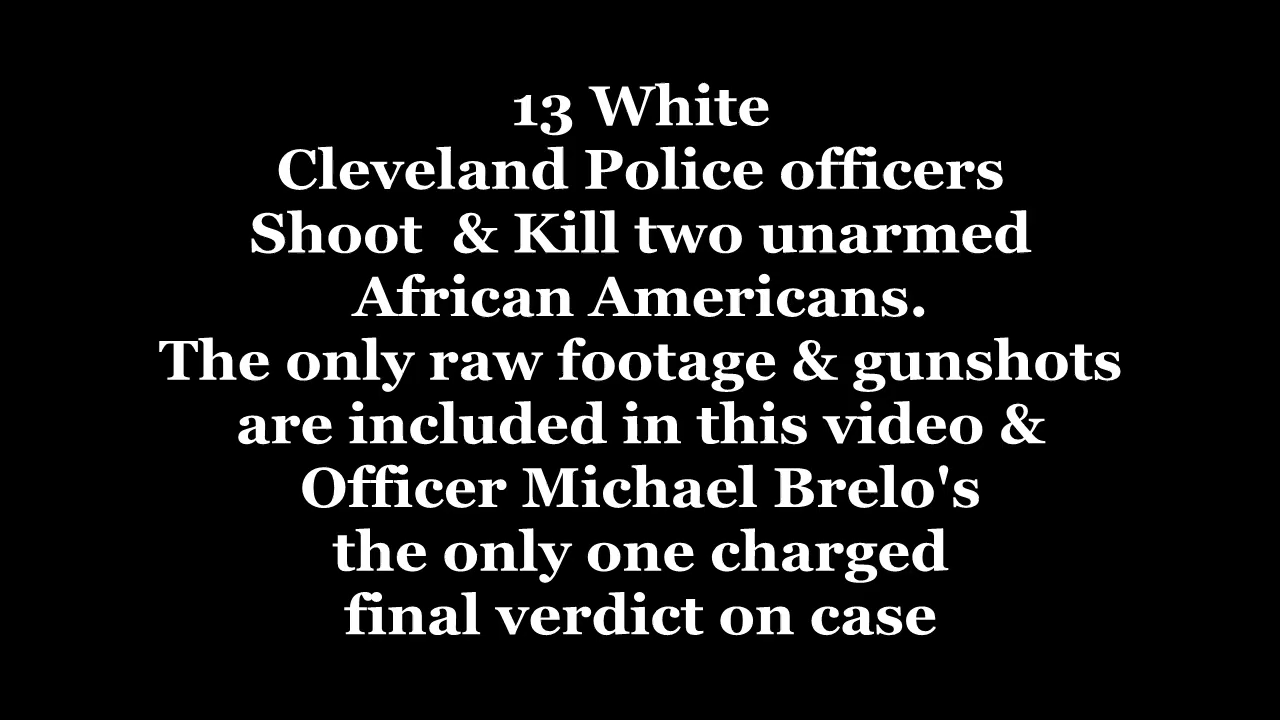 13 White
Cleveland Police officers
Shoot  & Kill two unarmed
African Americans.
The only raw footage & gunshots
are included in this video &
Officer Michael Brelo's
the only one charged
final verdict on case